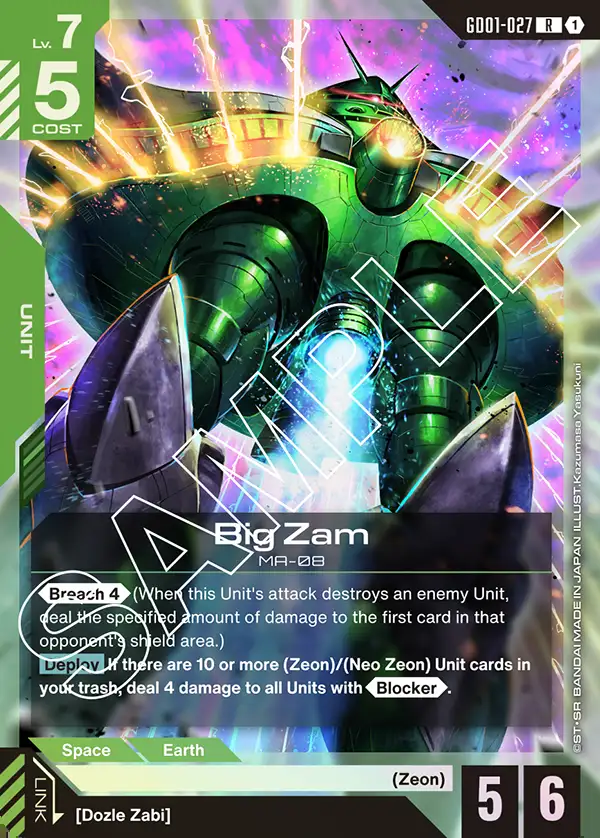 Lv. 7
5
COST
GD01-027 R 1
UNIT
SAMPLE
Big Zam
MA-08
Breach 4 (When this Unit's attack destroys an enemy Unit,
deal the specified amount of damage to the first card in that
opponent's shield area.)
Deploy If there are 10 or more (Zeon)/(Neo Zeon) Unit cards in
your trash, deal 4 damage to all Units with Blocker.
Space Earth
(Zeon)
LINK
[Dozle Zabi]
5 6
©ST•SR BANDAI MADE IN JAPAN ILLUST:Kazumasa Yasukuni